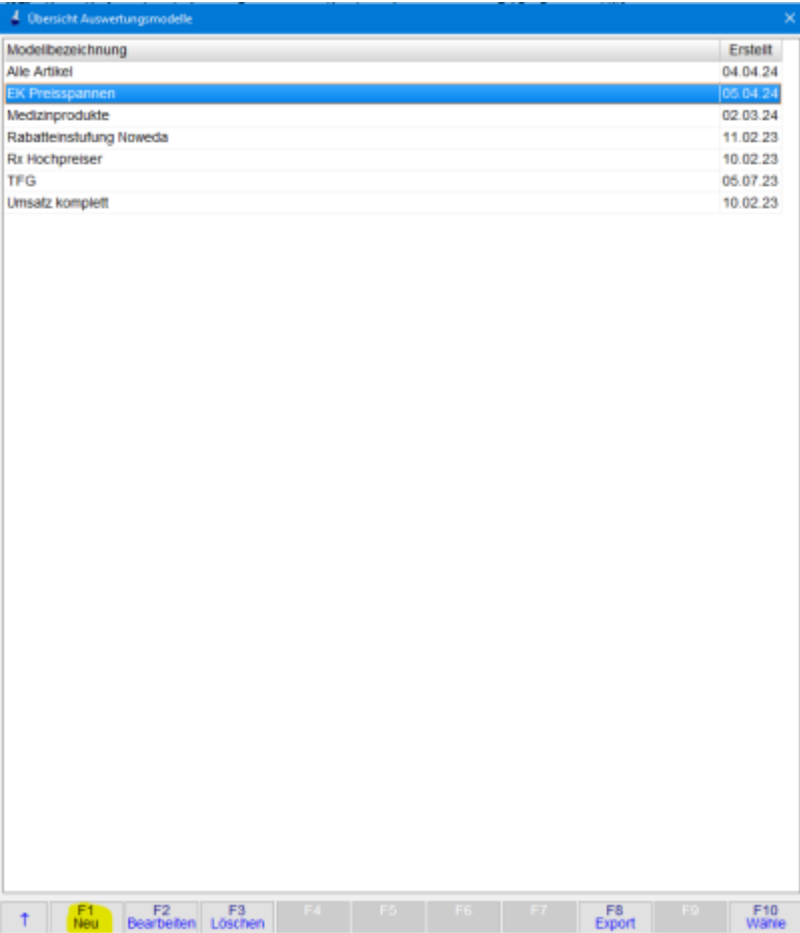 Übersicht Auswertungsmodelle
Modellbezeichnung Erstellt
Alle Artikel 04.04.24
EK Preisspannen 05.04.24
Medizinprodukte 02.03.24
Rabatteinstufung Noweda 11.02.23
Rx Hochpreiser 10.02.23
TFG 05.07.23
Umsatz komplett 10.02.23
F1 F2 F3 F4 F5 F6 F7 F8 F9 F10
Neu Bearbeiten Löschen Export Wähle